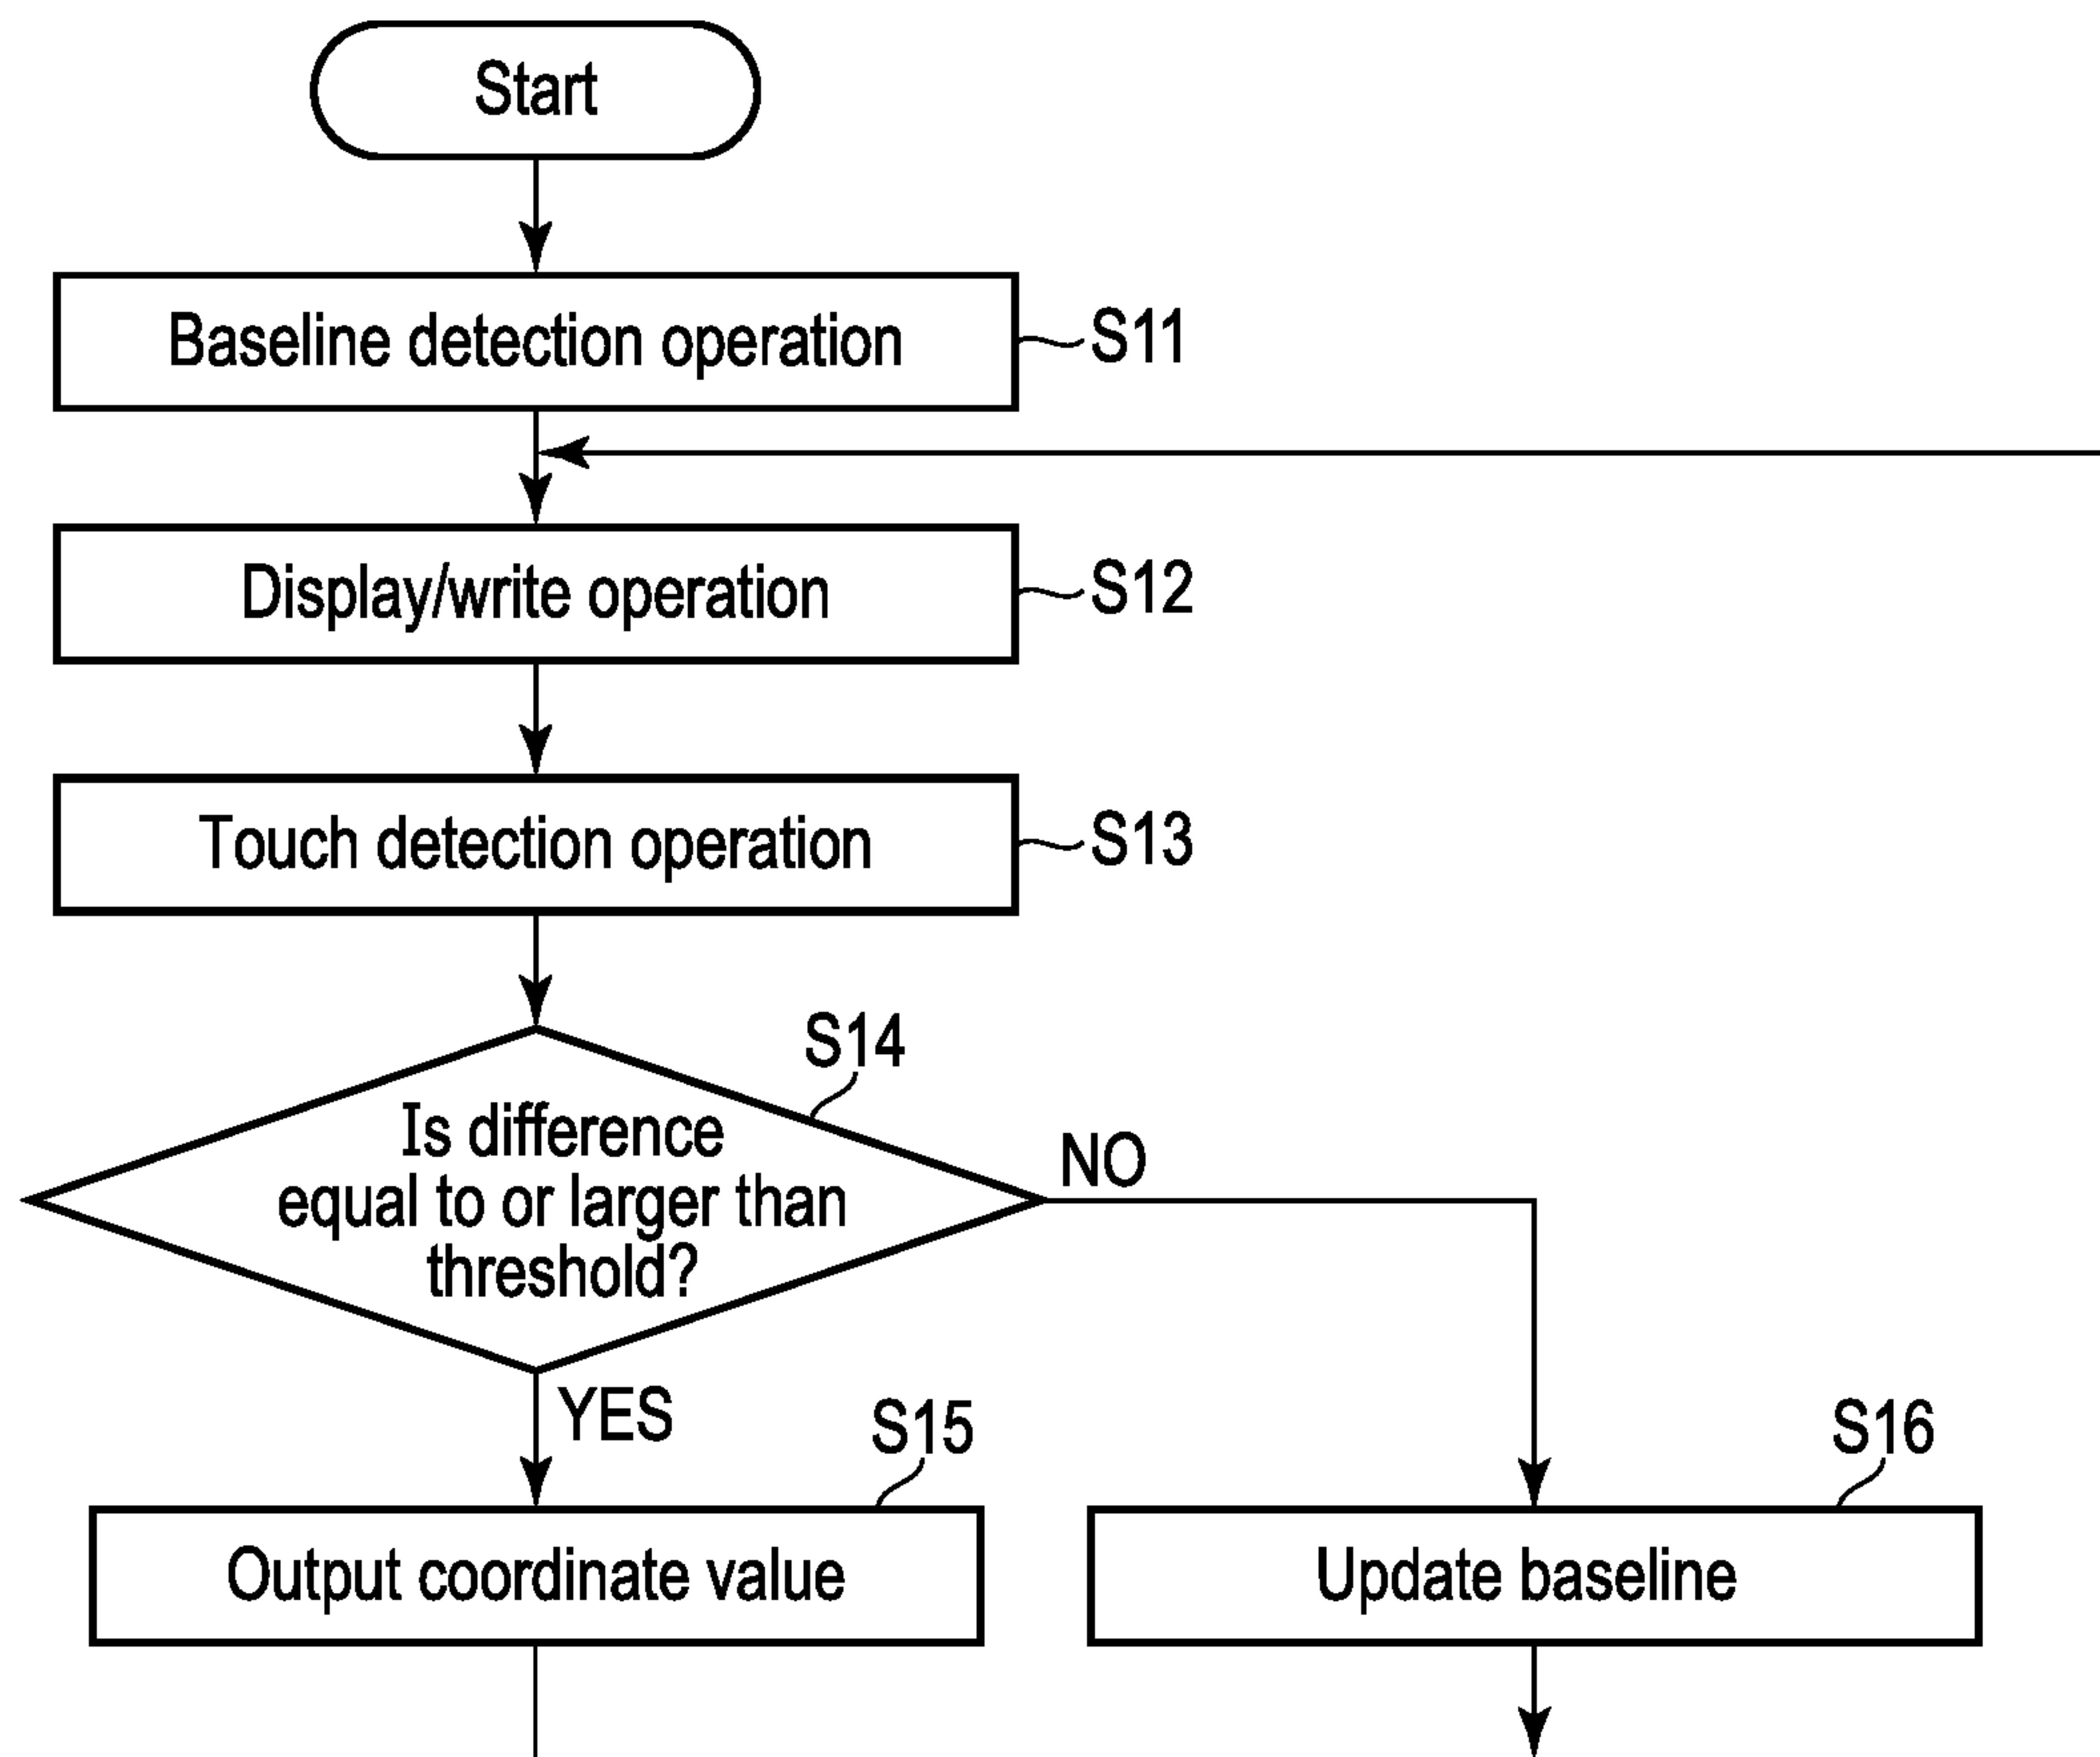 Start
Baseline detection operation
S11
Display/write operation
S12
Touch detection operation
S13
S14
Is difference
equal to or larger than
threshold?
NO
YES
S15
S16
Output coordinate value
Update baseline